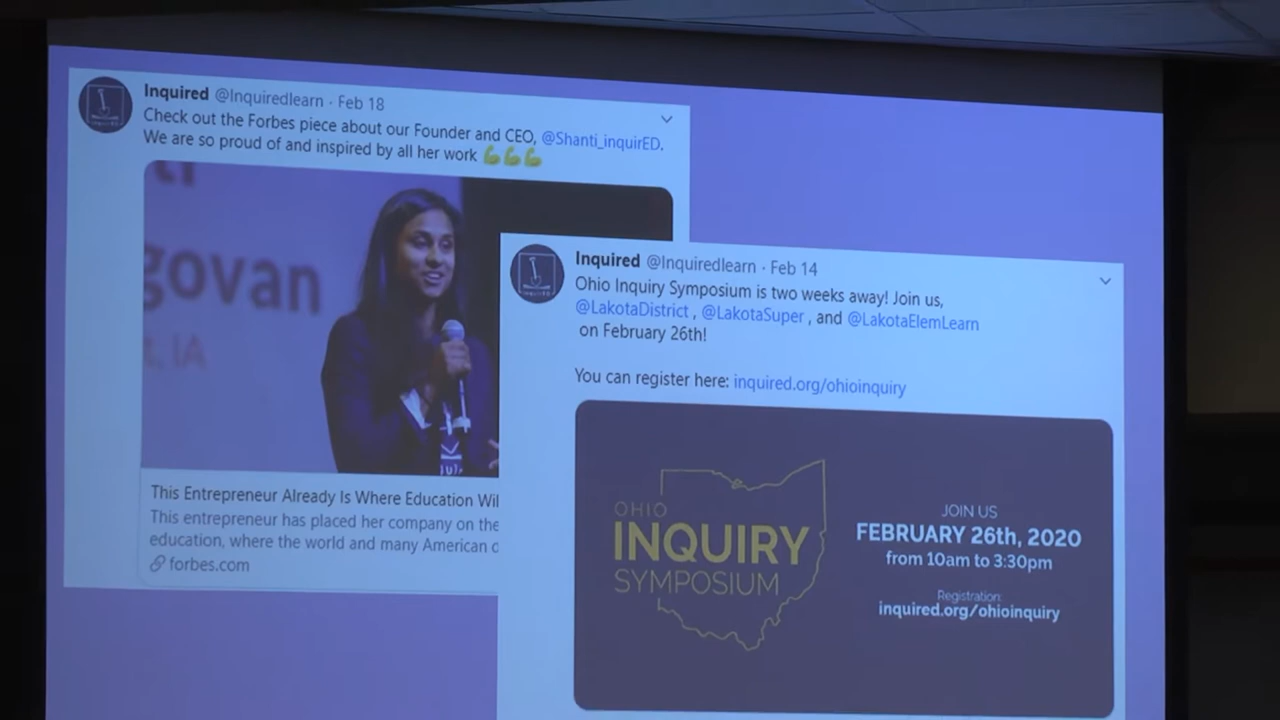 Inquired @Inquiredlearn · Feb 18
Check out the Forbes piece about our Founder and CEO, @Shanti_inquirED.
We are so proud of and inspired by all her work 💪💪💪
govan
t, IA
This Entrepreneur Already Is Where Education Wil
This entrepreneur has placed her company on the
education, where the world and many American
forbes.com
Inquired @Inquiredlearn · Feb 14
Ohio Inquiry Symposium is two weeks away! Join us,
@LakotaDistrict , @LakotaSuper , and @LakotaElemLearn
on February 26th!
You can register here: inquired.org/ohioinquiry
OHIO
INQUIRY
SYMPOSIUM
JOIN US
FEBRUARY 26th, 2020
from 10am to 3:30pm
Registration:
inquired.org/ohioinquiry